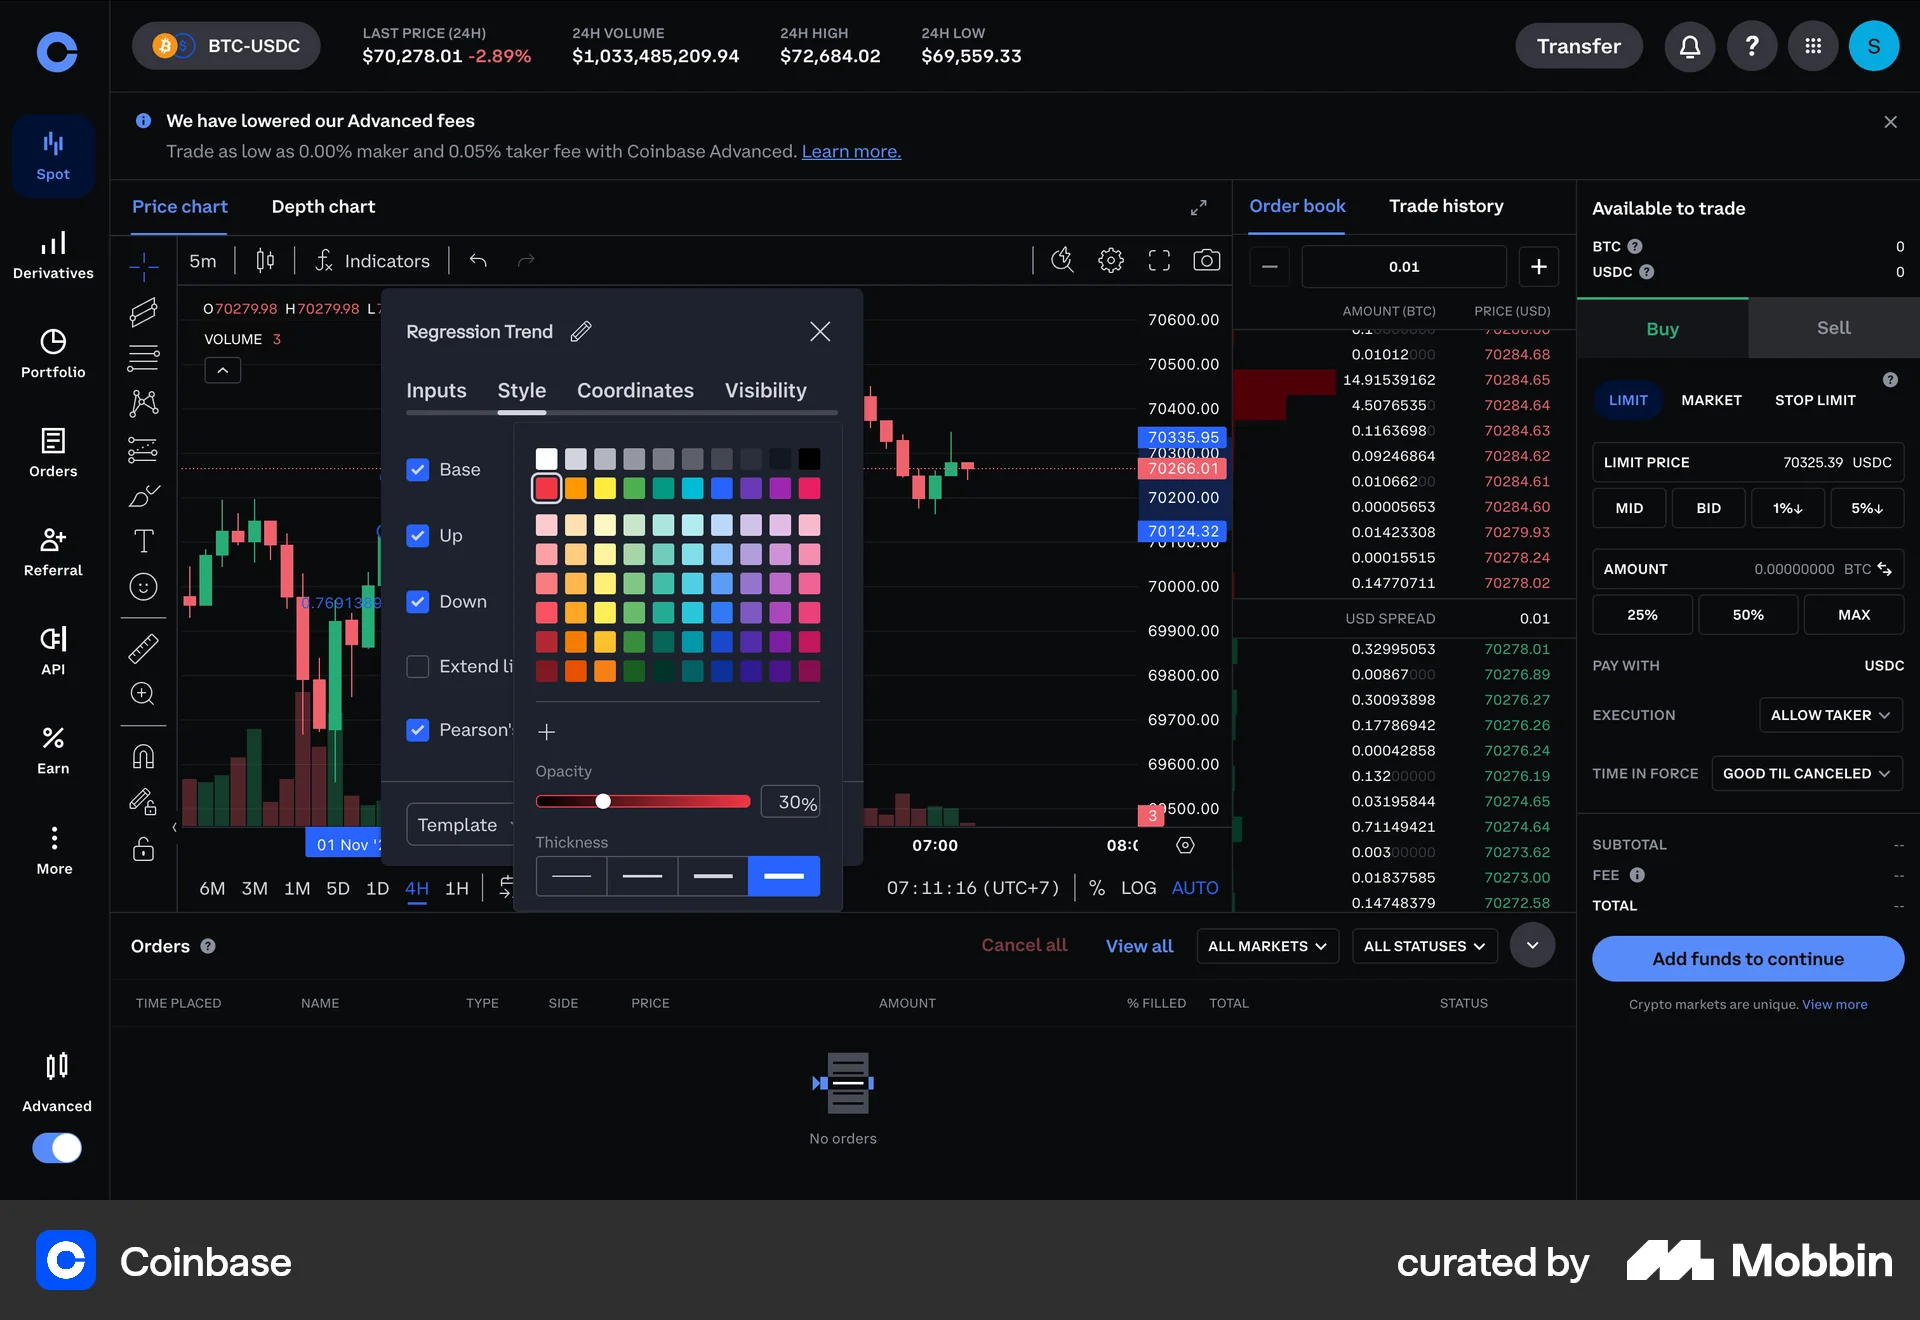 BTC-USDC
LAST PRICE (24H)
$70,278.01 -2.89%
24H VOLUME
$1,033,485,209.94
24H HIGH
$72,684.02
24H LOW
$69,559.33
Transfer
?
S
We have lowered our Advanced fees
Trade as low as 0.00% maker and 0.05% taker fee with Coinbase Advanced. Learn more.
Spot
Derivatives
Portfolio
Orders
Referral
API
Earn
More
Advanced
Price chart
Depth chart
5m
Indicators
O70279.98 H70279.98
VOLUME 3
0.7691389
Regression Trend
Inputs
Style
Coordinates
Visibility
Base
Up
Down
Extend li
Pearson's
Template
Opacity
30%
Thickness
70600.00
70500.00
70400.00
70335.95
70300.00
70266.01
70200.00
70124.32
70100.00
70000.00
69900.00
69800.00
69700.00
69600.00
3
01 Nov '2
07:00
6M 3M 1M 5D 1D 4H 1H
07:11:16 (UTC+7)
% LOG AUTO
Order book
Trade history
0.01
AMOUNT (BTC) PRICE (USD)
0.01012000 70284.68
14.91539162 70284.65
4.50765350 70284.64
0.11636980 70284.63
0.09246864 70284.62
0.01066200 70284.61
0.00005653 70284.60
0.01423308 70279.93
0.00015515 70278.24
0.14770711 70278.02
USD SPREAD 0.01
0.32995053 70278.01
0.00867000 70276.89
0.30093898 70276.27
0.17786942 70276.26
0.00042858 70276.24
0.13200000 70276.19
0.03195844 70274.65
0.71149421 70274.64
0.00300000 70273.62
0.01837585 70273.00
0.14748379 70272.58
Available to trade
BTC ? 0
USDC ? 0
Buy
Sell
?
LIMIT
MARKET
STOP LIMIT
LIMIT PRICE 70325.39 USDC
MID
BID
1%↓
5%↓
AMOUNT 0.00000000 BTC
25%
50%
MAX
PAY WITH USDC
EXECUTION ALLOW TAKER
TIME IN FORCE GOOD TIL CANCELED
SUBTOTAL --
FEE --
TOTAL --
Add funds to continue
Crypto markets are unique. View more
Orders ?
Cancel all
View all
ALL MARKETS
ALL STATUSES
TIME PLACED
NAME
TYPE
SIDE
PRICE
AMOUNT
% FILLED
TOTAL
STATUS
No orders
Coinbase
curated by
Mobbin